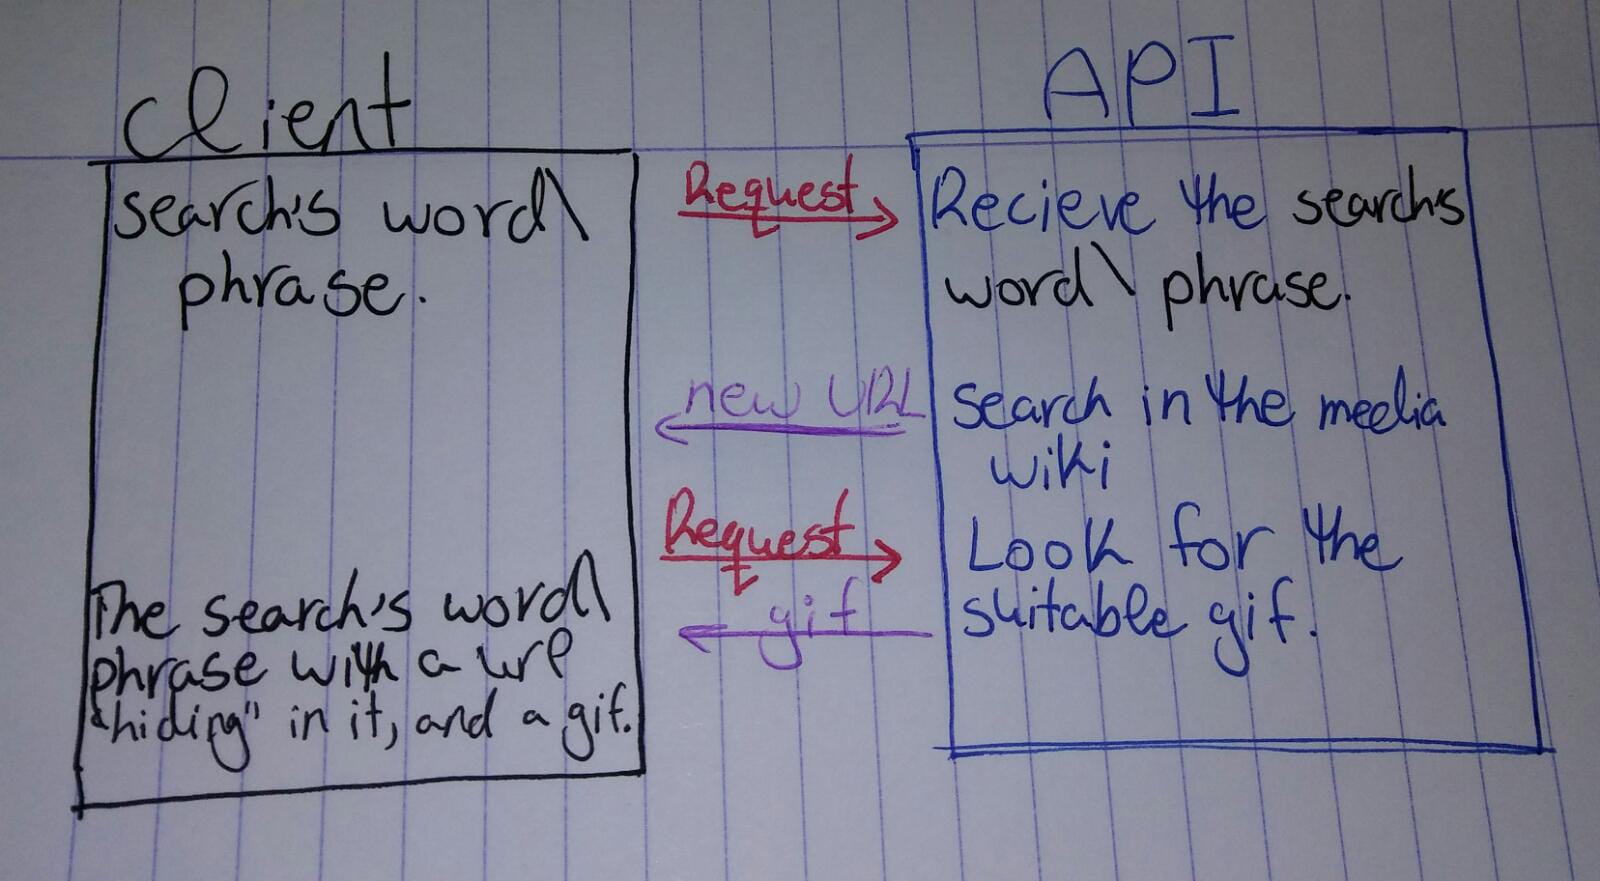 Client
search's word\
phrase.
The search's word\
phrase with a url
"hiding" in it, and a gif.
Request
new URL
Request
gif
API
Recieve the search's
word\ phrase.
search in the media
wiki
Look for the
suitable gif.